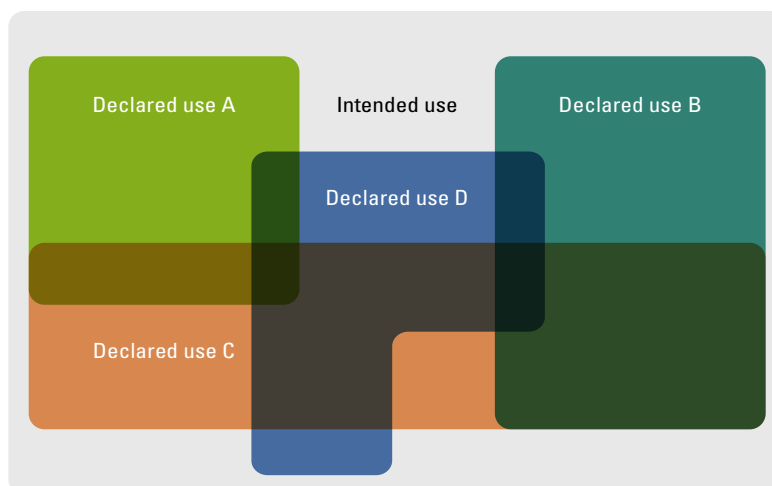 Declared use A
Intended use
Declared use B
Declared use D
Declared use C